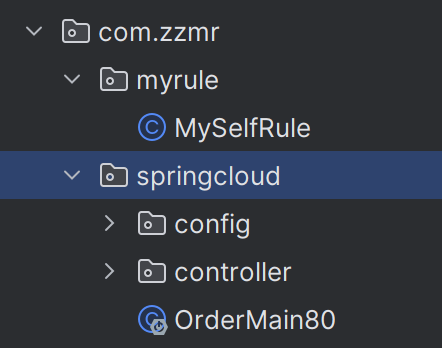 com.zzmr
myrule
MySelfRule
springcloud
config
controller
OrderMain80